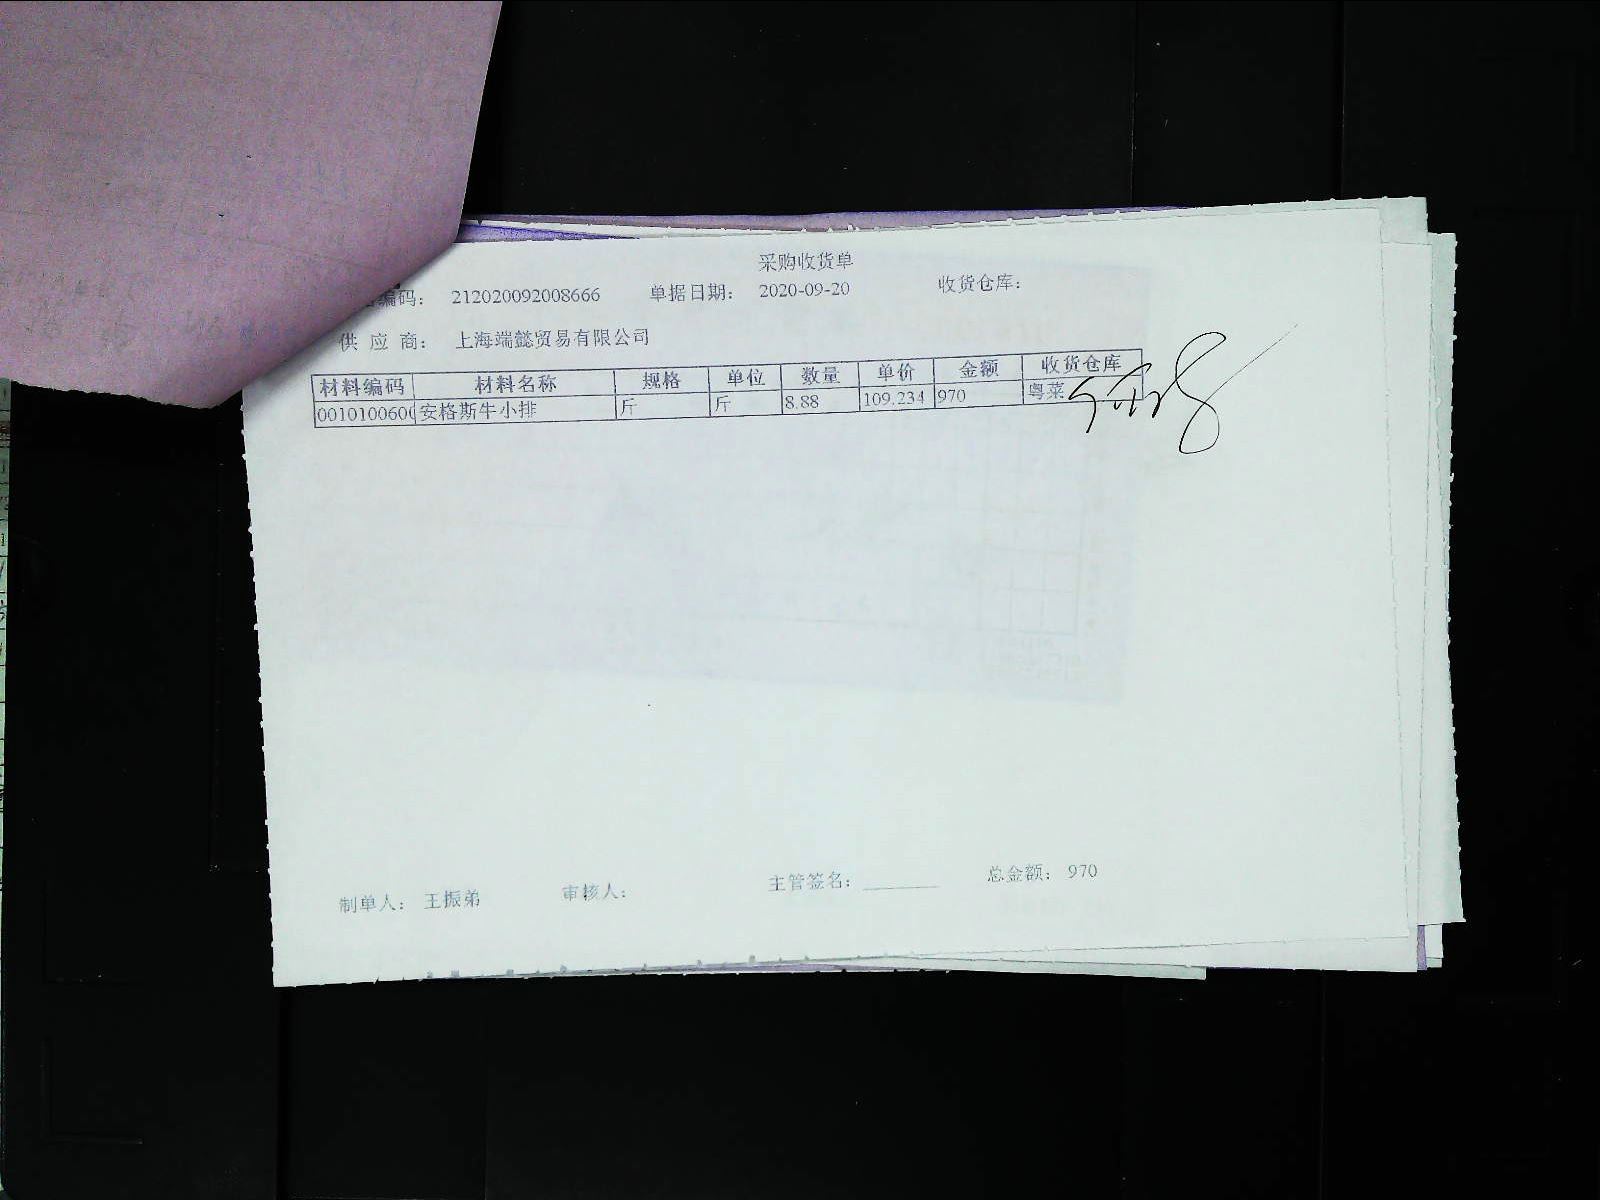 采购收货单
编码： 212020092008666 单据日期： 2020-09-20 收货仓库：
供 应 商： 上海端懿贸易有限公司
材料编码 材料名称 规格 单位 数量 单价 金额 收货仓库
001010060 安格斯牛小排 斤 斤 8.88 109.234 970 粤菜
制单人： 王振弟 审核人： 主管签名： 总金额： 970